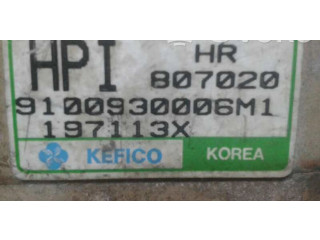 HPI HR
807020
9100930006M1
197113X
KEFICO KOREA